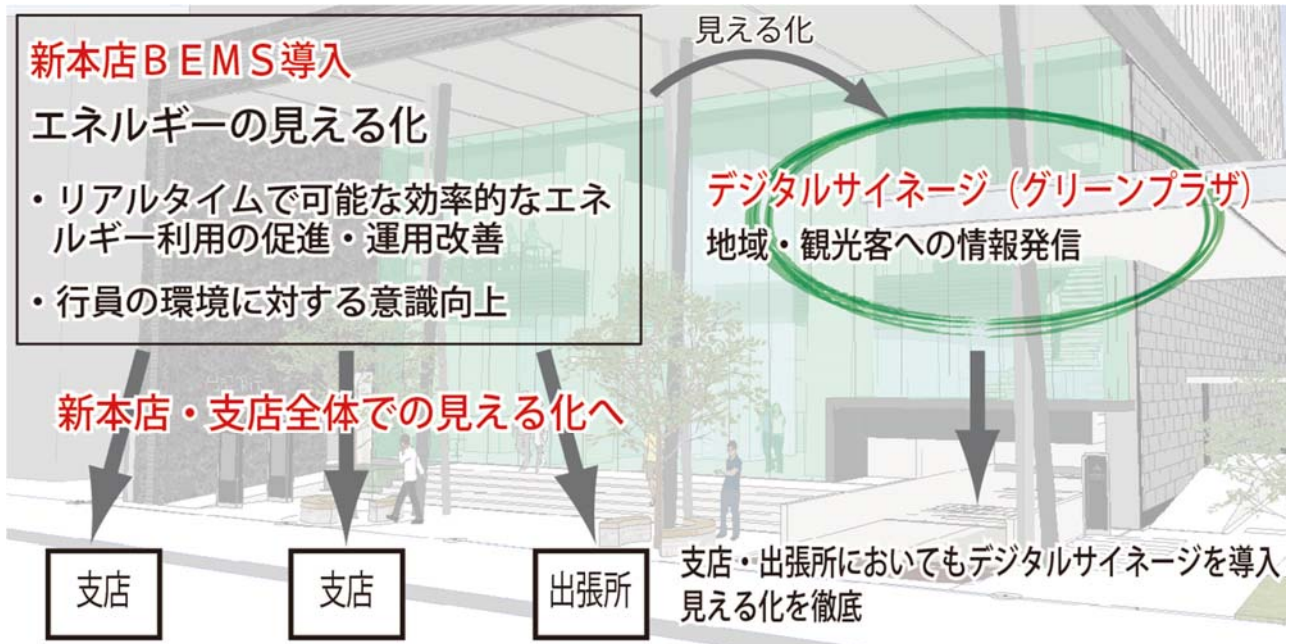 新本店ＢＥＭＳ導入
エネルギーの見える化
・リアルタイムで可能な効率的なエネ
ルギー利用の促進・運用改善
・行員の環境に対する意識向上
見える化
デジタルサイネージ（グリーンプラザ）
地域・観光客への情報発信
新本店・支店全体での見える化へ
支店
支店
出張所
支店・出張所においてもデジタルサイネージを導入
見える化を徹底